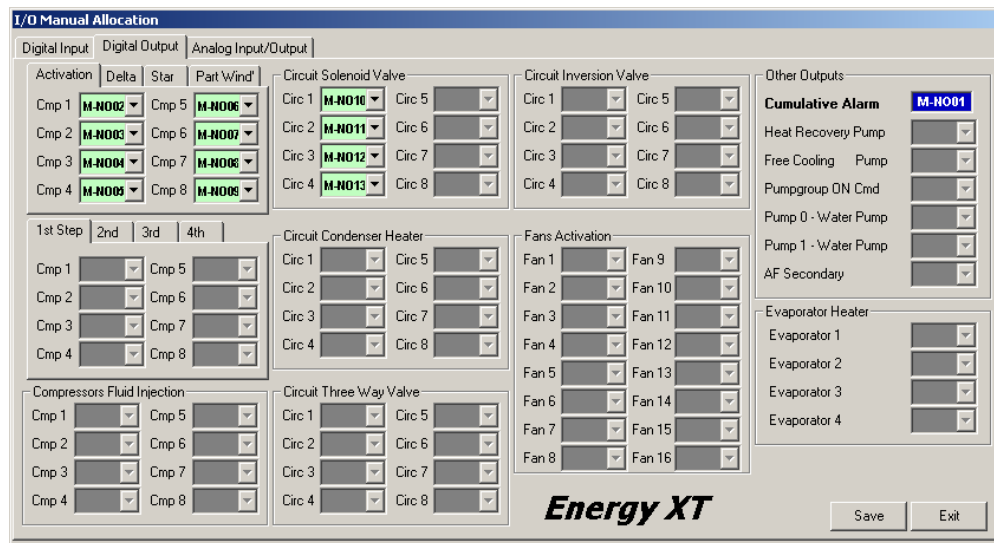 I/O Manual Allocation
Digital Input Digital Output Analog Input/Output
Activation Delta Star Part Wind'
Cmp 1 M-NO02 Cmp 5 M-NO06
Cmp 2 M-NO03 Cmp 6 M-NO07
Cmp 3 M-NO04 Cmp 7 M-NO08
Cmp 4 M-NO05 Cmp 8 M-NO09
1st Step 2nd 3rd 4th
Cmp 1 Cmp 5
Cmp 2 Cmp 6
Cmp 3 Cmp 7
Cmp 4 Cmp 8
Compressors Fluid Injection
Cmp 1 Cmp 5
Cmp 2 Cmp 6
Cmp 3 Cmp 7
Cmp 4 Cmp 8
Circuit Solenoid Valve
Circ 1 M-NO10 Circ 5
Circ 2 M-NO11 Circ 6
Circ 3 M-NO12 Circ 7
Circ 4 M-NO13 Circ 8
Circuit Condenser Heater
Circ 1 Circ 5
Circ 2 Circ 6
Circ 3 Circ 7
Circ 4 Circ 8
Circuit Three Way Valve
Circ 1 Circ 5
Circ 2 Circ 6
Circ 3 Circ 7
Circ 4 Circ 8
Circuit Inversion Valve
Circ 1 Circ 5
Circ 2 Circ 6
Circ 3 Circ 7
Circ 4 Circ 8
Fans Activation
Fan 1 Fan 9
Fan 2 Fan 10
Fan 3 Fan 11
Fan 4 Fan 12
Fan 5 Fan 13
Fan 6 Fan 14
Fan 7 Fan 15
Fan 8 Fan 16
Other Outputs
Cumulative Alarm M-NO01
Heat Recovery Pump
Free Cooling Pump
Pumpgroup ON Cmd
Pump 0 - Water Pump
Pump 1 - Water Pump
AF Secondary
Evaporator Heater
Evaporator 1
Evaporator 2
Evaporator 3
Evaporator 4
Energy XT
Save Exit